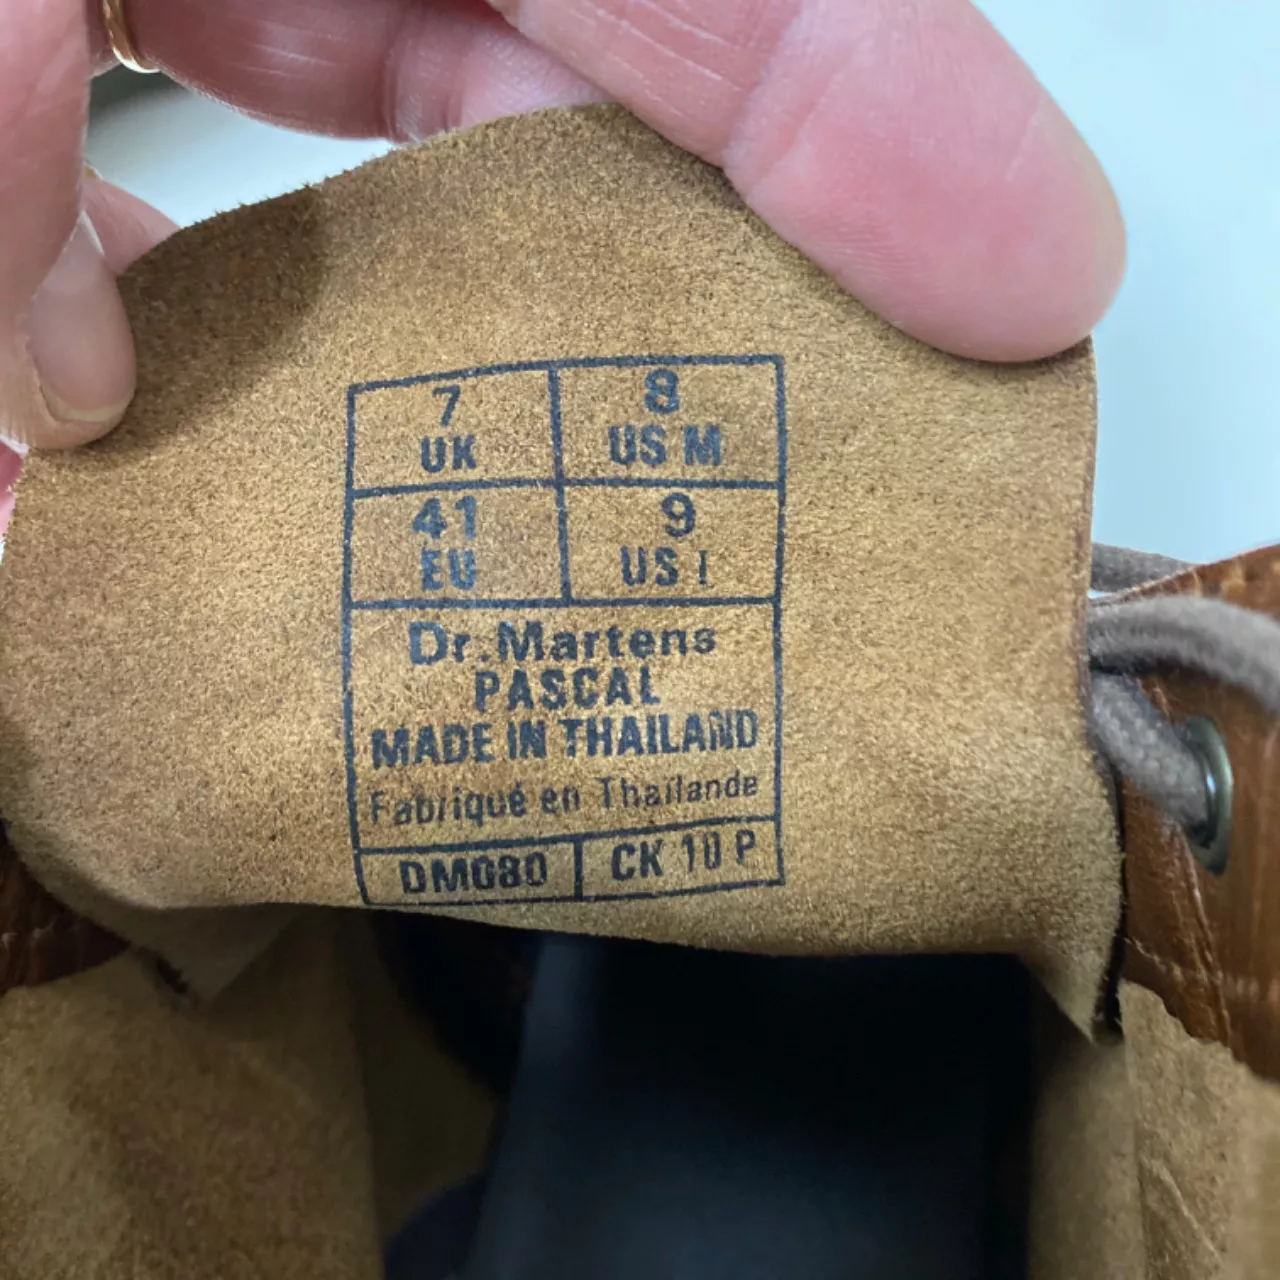 7 8
UK US M
41 9
EU US L
Dr. Martens
PASCAL
MADE IN THAILAND
Fabriqué en Thaïlande
DM080 CK 10 P